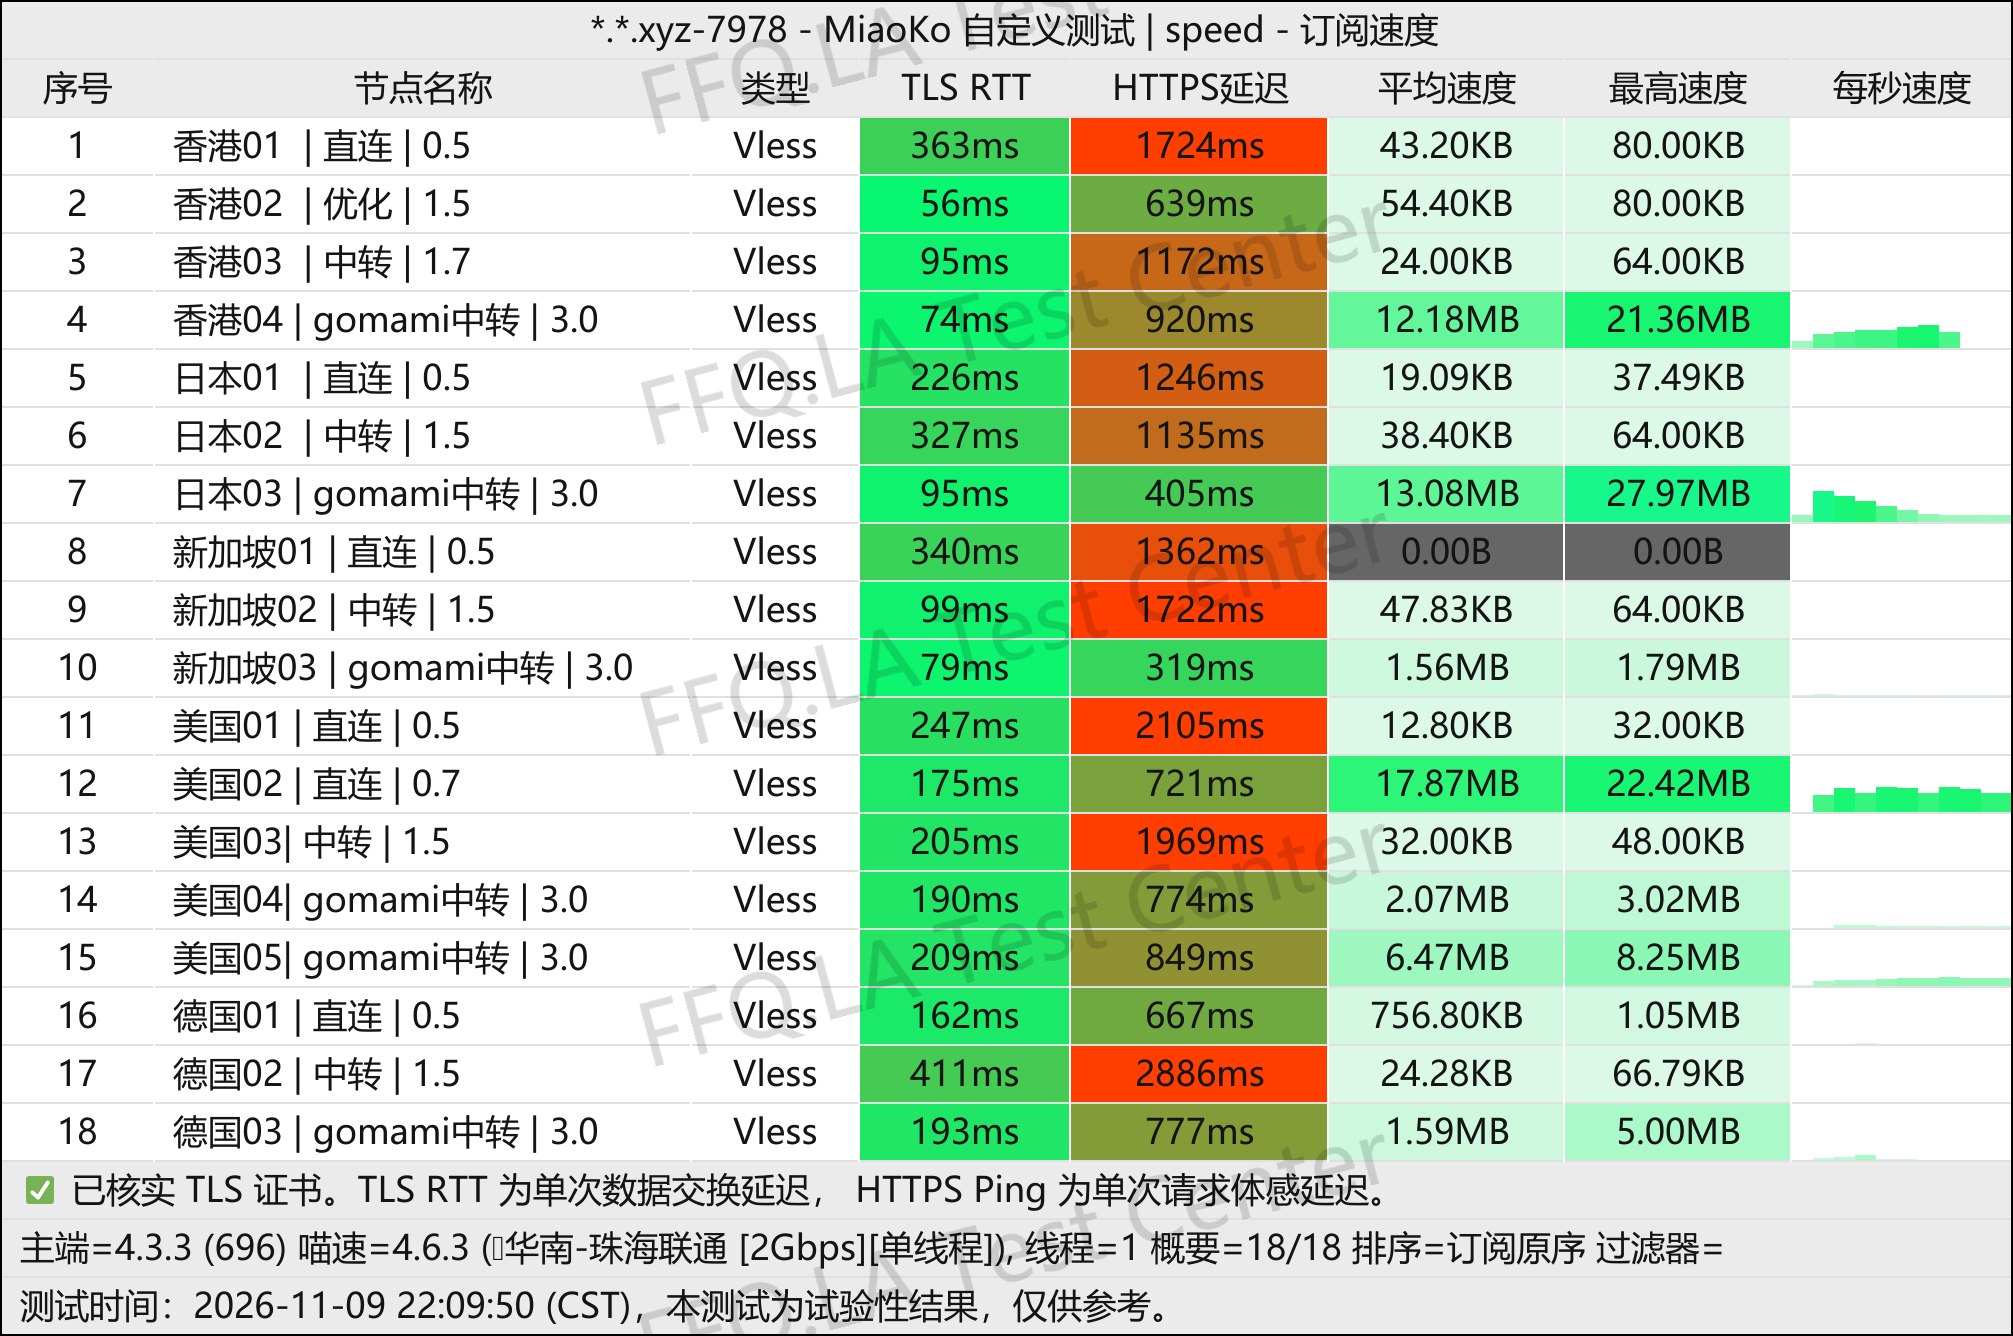 *.*.xyz-7978 - MiaoKo 自定义测试 | speed - 订阅速度
序号 节点名称 类型 TLS RTT HTTPS延迟 平均速度 最高速度 每秒速度
1 香港01 | 直连 | 0.5 Vless 363ms 1724ms 43.20KB 80.00KB
2 香港02 | 优化 | 1.5 Vless 56ms 639ms 54.40KB 80.00KB
3 香港03 | 中转 | 1.7 Vless 95ms 1172ms 24.00KB 64.00KB
4 香港04 | gomami中转 | 3.0 Vless 74ms 920ms 12.18MB 21.36MB
5 日本01 | 直连 | 0.5 Vless 226ms 1246ms 19.09KB 37.49KB
6 日本02 | 中转 | 1.5 Vless 327ms 1135ms 38.40KB 64.00KB
7 日本03 | gomami中转 | 3.0 Vless 95ms 405ms 13.08MB 27.97MB
8 新加坡01 | 直连 | 0.5 Vless 340ms 1362ms 0.00B 0.00B
9 新加坡02 | 中转 | 1.5 Vless 99ms 1722ms 47.83KB 64.00KB
10 新加坡03 | gomami中转 | 3.0 Vless 79ms 319ms 1.56MB 1.79MB
11 美国01 | 直连 | 0.5 Vless 247ms 2105ms 12.80KB 32.00KB
12 美国02 | 直连 | 0.7 Vless 175ms 721ms 17.87MB 22.42MB
13 美国03| 中转 | 1.5 Vless 205ms 1969ms 32.00KB 48.00KB
14 美国04| gomami中转 | 3.0 Vless 190ms 774ms 2.07MB 3.02MB
15 美国05| gomami中转 | 3.0 Vless 209ms 849ms 6.47MB 8.25MB
16 德国01 | 直连 | 0.5 Vless 162ms 667ms 756.80KB 1.05MB
17 德国02 | 中转 | 1.5 Vless 411ms 2886ms 24.28KB 66.79KB
18 德国03 | gomami中转 | 3.0 Vless 193ms 777ms 1.59MB 5.00MB
✅ 已核实 TLS 证书。TLS RTT 为单次数据交换延迟， HTTPS Ping 为单次请求体感延迟。
主端=4.3.3 (696) 喵速=4.6.3 (华南-珠海联通 [2Gbps][单线程]), 线程=1 概要=18/18 排序=订阅原序 过滤器=
测试时间：2026-11-09 22:09:50 (CST)，本测试为试验性结果，仅供参考。
FFQ.LA Test Center
FFQ.LA Test Center
FFQ.LA Test Center
FFQ.LA Test Center
FFQ.LA Test Center